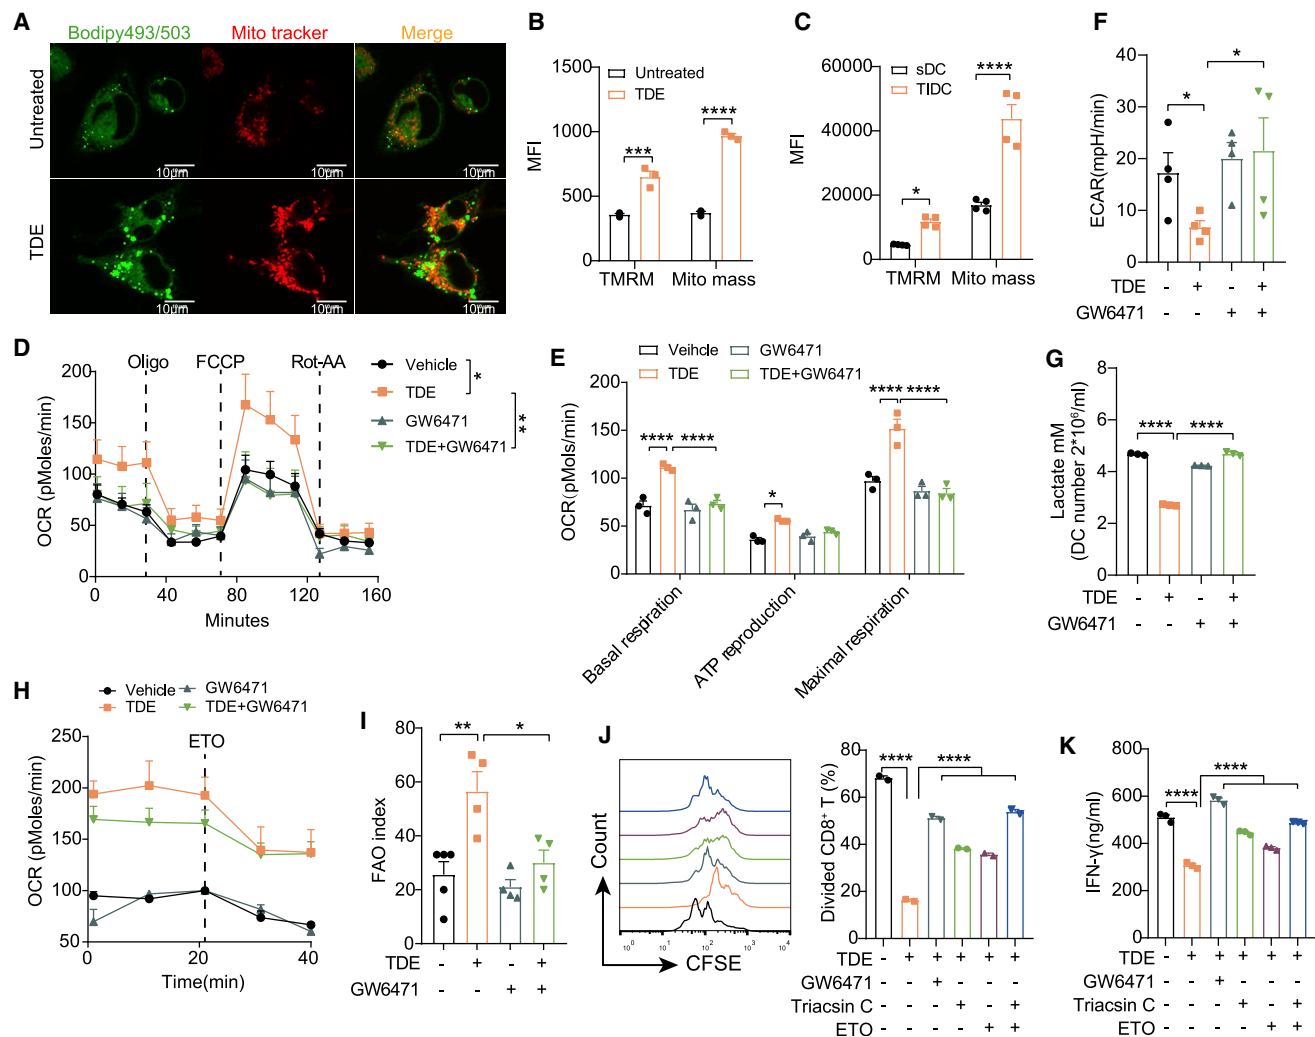 A
Bodipy493/503 Mito tracker Merge
Untreated
10μm 10μm 10μm
TDE
10μm 10μm 10μm
B
Untreated
TDE
MFI
1500
1000
500
0
*** ****
TMRM Mito mass
C
sDC
TIDC
MFI
60000
40000
20000
0
* ****
TMRM Mito mass
F
ECAR(mpH/min)
40
30
20
10
0
* *
TDE - + - +
GW6471 - - + +
D
Oligo FCCP Rot-AA
OCR (pMoles/min)
200
150
100
50
0
0 40 80 120 160
Minutes
Vehicle
TDE
GW6471
TDE+GW6471
*
**
E
Veihcle GW6471
TDE TDE+GW6471
OCR(pMols/min)
200
150
100
50
0
**** **** * **** ****
Basal respiration
ATP reproduction
Maximal respiration
G
Lactate mM
(DC number 2*10⁶/ml)
8
6
4
2
0
**** ****
TDE - + - +
GW6471 - - + +
H
Vehicle GW6471
TDE TDE+GW6471
ETO
OCR (pMoles/min)
250
200
150
100
50
0 20 40
Time(min)
I
FAO index
80
60
40
20
0
** *
TDE - + - +
GW6471 - - + +
J
Count
10⁰ 10¹ 10² 10³ 10⁴
CFSE
Divided CD8⁺ T (%)
80
60
40
20
0
**** ****
TDE - + + + + +
GW6471 - - + - - -
Triacsin C - - - + - +
ETO - - - - + +
K
IFN-γ(ng/ml)
800
600
400
200
0
**** ****
TDE - + + + + +
GW6471 - - + - - -
Triacsin C - - - + - +
ETO - - - - + +